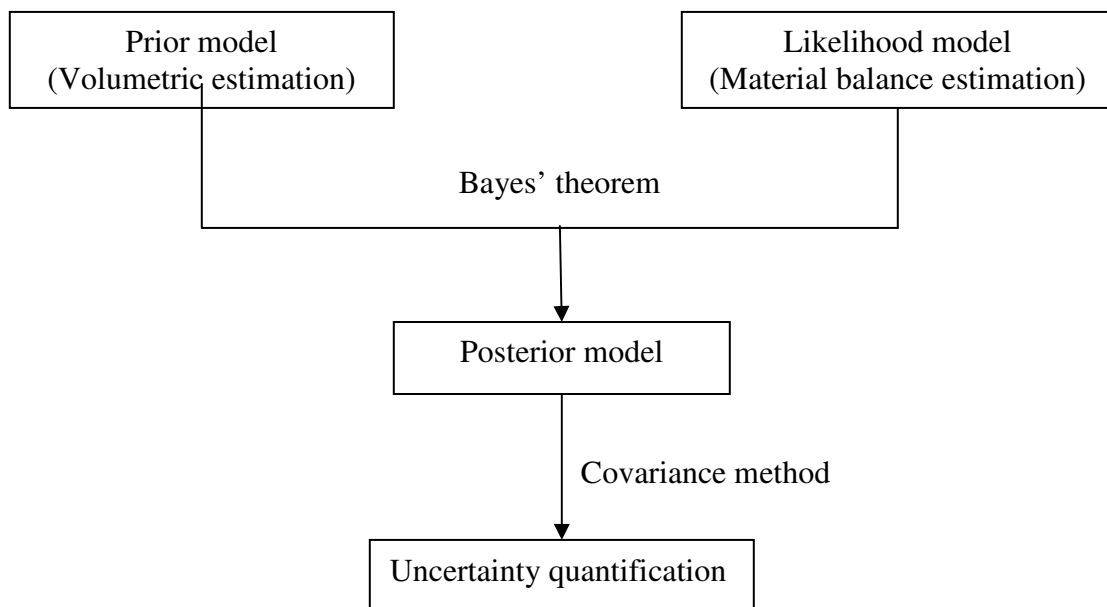 Prior model
(Volumetric estimation)
Likelihood model
(Material balance estimation)
Bayes’ theorem
Posterior model
Covariance method
Uncertainty quantification